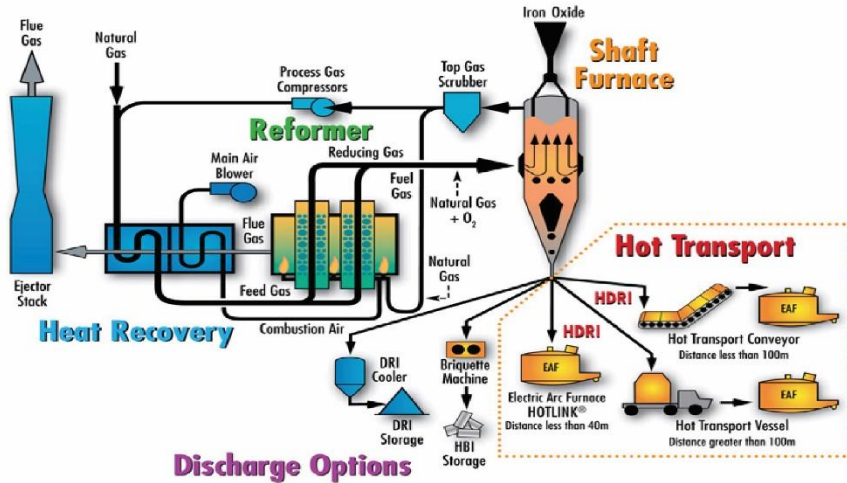 Flue
Gas
Natural
Gas
Process Gas
Compressors
Top Gas
Scrubber
Iron Oxide
Shaft
Furnace
Reformer
Main Air
Blower
Reducing Gas
Fuel
Gas
Natural Gas
+ O2
Flue
Gas
Natural
Gas
Ejector
Stack
Feed Gas
Combustion Air
Heat Recovery
Hot Transport
HDRI
HDRI
EAF
Hot Transport Conveyor
Distance less than 100m
DRI
Cooler
DRI
Storage
Briquette
Machine
HBI
Storage
EAF
Electric Arc Furnace
HOTLINK®
Distance less than 40m
EAF
Hot Transport Vessel
Distance greater than 100m
Discharge Options